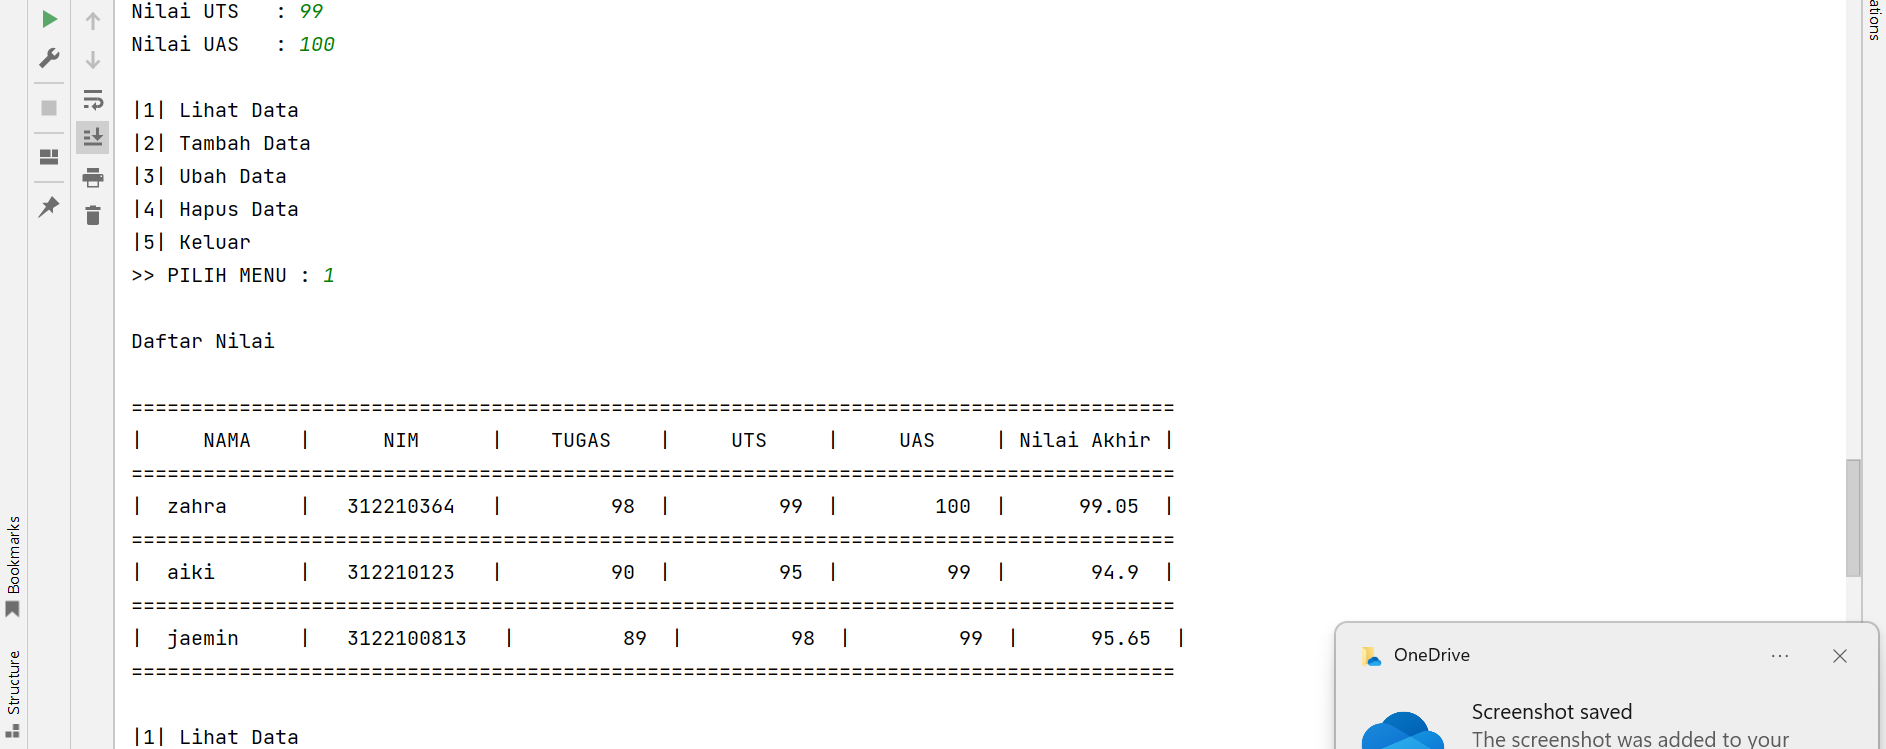 Nilai UTS   : 99
Nilai UAS   : 100
|1| Lihat Data
|2| Tambah Data
|3| Ubah Data
|4| Hapus Data
|5| Keluar
>> PILIH MENU : 1
Daftar Nilai
=======================================================================================
|     NAMA    |      NIM      |    TUGAS    |     UTS     |     UAS     | Nilai Akhir |
=======================================================================================
|  zahra      |   312210364   |         98  |         99  |        100  |      99.05  |
=======================================================================================
|  aiki       |   312210123   |         90  |         95  |         99  |       94.9  |
=======================================================================================
|  jaemin     |   3122100813   |         89  |         98  |         99  |      95.65  |
=======================================================================================
|1| Lihat Data
Bookmarks
Structure
ations
OneDrive
Screenshot saved
The screenshot was added to your